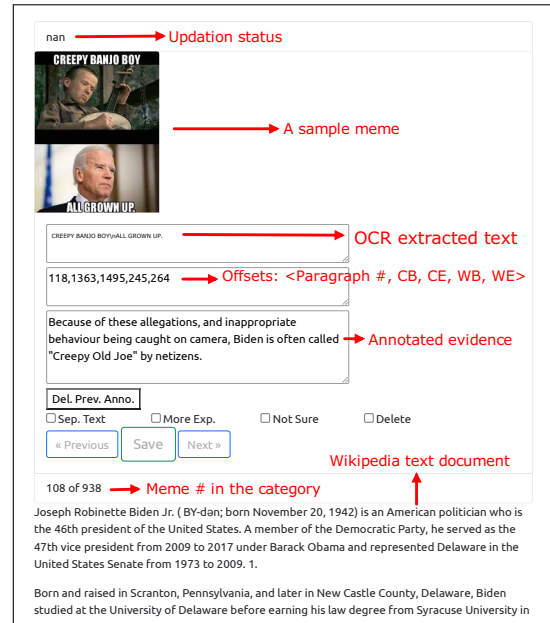 nan
Updation status
CREEPY BANJO BOY
A sample meme
ALL GROWN UP.
CREEPY BANJO BOY\nALL GROWN UP.
OCR extracted text
118,1363,1495,245,264
Offsets: <Paragraph #, CB, CE, WB, WE>
Because of these allegations, and inappropriate
behaviour being caught on camera, Biden is often called
"Creepy Old Joe" by netizens.
Annotated evidence
Del. Prev. Anno.
Sep. Text More Exp. Not Sure Delete
« Previous Save Next »
Wikipedia text document
108 of 938 Meme # in the category
Joseph Robinette Biden Jr. ( BY-dən; born November 20, 1942) is an American politician who is
the 46th president of the United States. A member of the Democratic Party, he served as the
47th vice president from 2009 to 2017 under Barack Obama and represented Delaware in the
United States Senate from 1973 to 2009. 1.
Born and raised in Scranton, Pennsylvania, and later in New Castle County, Delaware, Biden
studied at the University of Delaware before earning his law degree from Syracuse University in